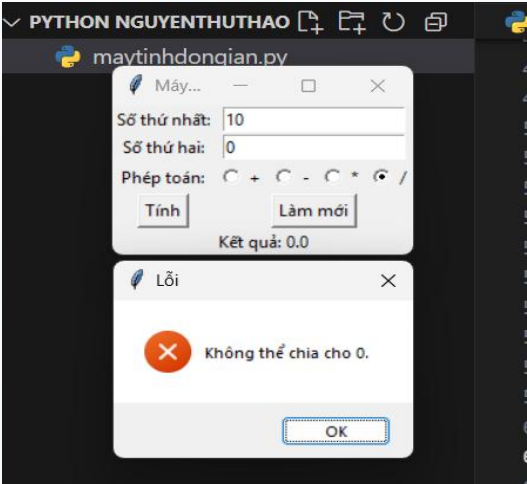 PYTHON NGUYENTHUTHAO
maytinhdongian.py
Máy...
Số thứ nhất: 10
Số thứ hai: 0
Phép toán: + - * /
Tính Làm mới
Kết quả: 0.0
Lỗi
Không thể chia cho 0.
OK